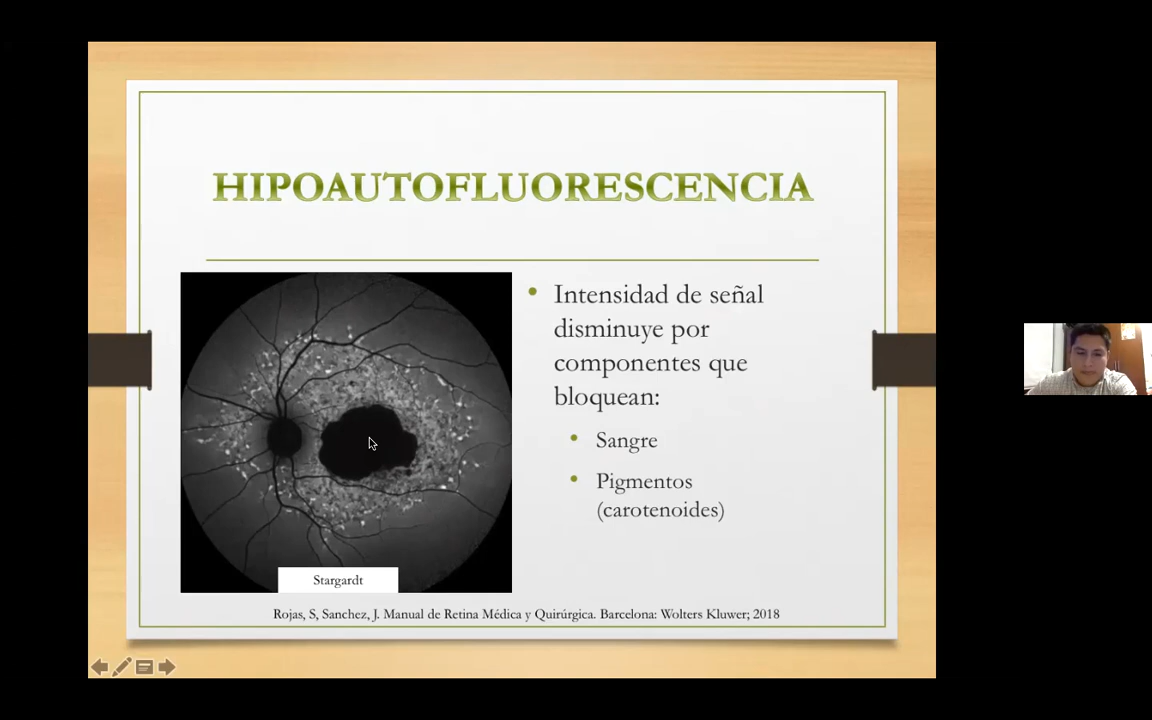 HIPOAUTOFLUORESCENCIA
• Intensidad de señal
disminuye por
componentes que
bloquean:
• Sangre
• Pigmentos
(carotenoides)
Stargardt
Rojas, S, Sanchez, J. Manual de Retina Médica y Quirúrgica. Barcelona: Wolters Kluwer; 2018